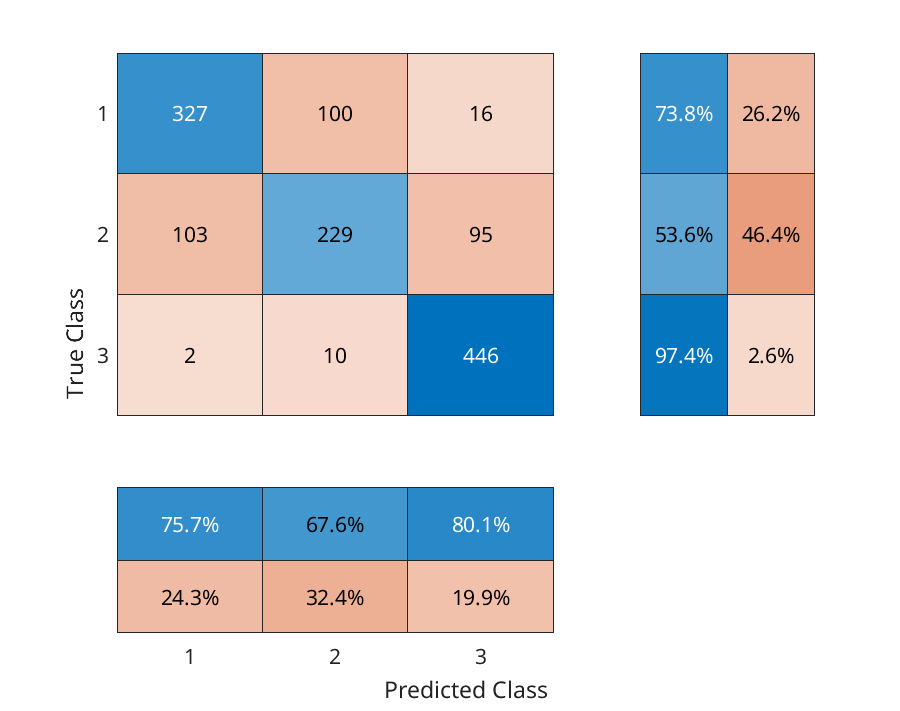 1 327 100 16 73.8% 26.2%
2 103 229 95 53.6% 46.4%
True Class
3 2 10 446 97.4% 2.6%
75.7% 67.6% 80.1%
24.3% 32.4% 19.9%
1 2 3
Predicted Class